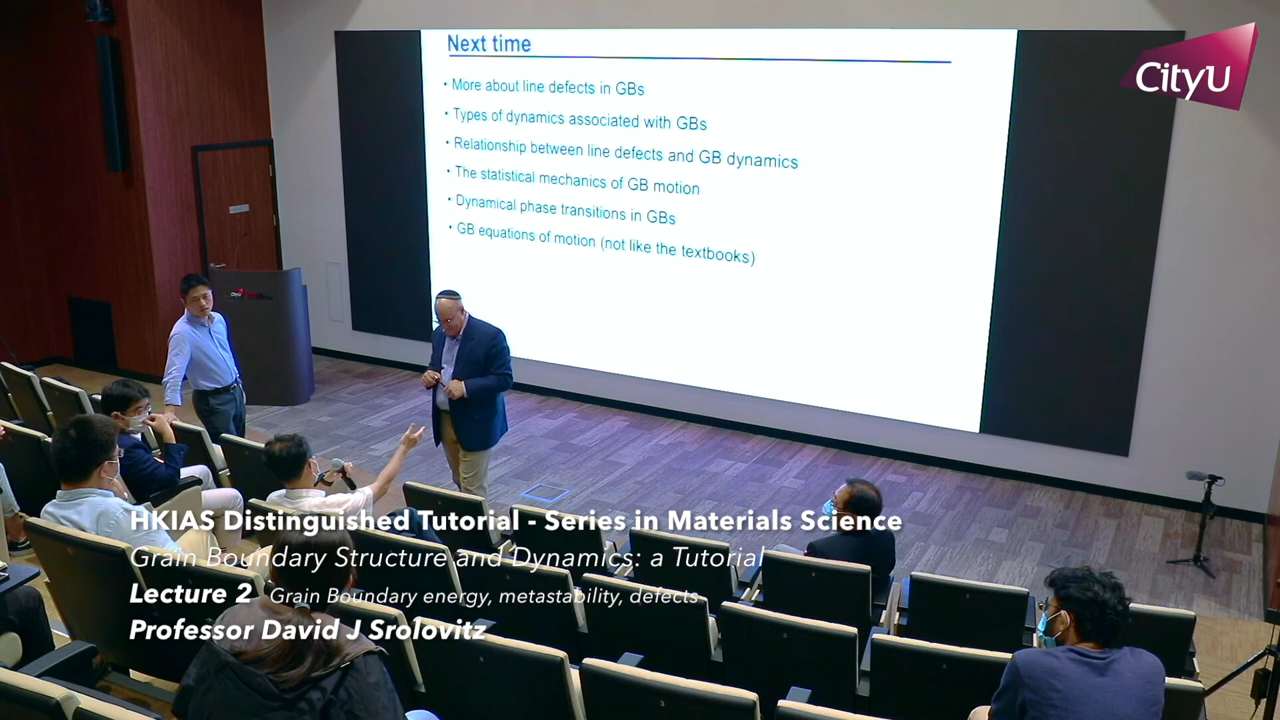 Next time
• More about line defects in GBs
• Types of dynamics associated with GBs
• Relationship between line defects and GB dynamics
• The statistical mechanics of GB motion
• Dynamical phase transitions in GBs
• GB equations of motion (not like the textbooks)
CityU
CityU
HKIAS Distinguished Tutorial - Series in Materials Science
Grain Boundary Structure and Dynamics: a Tutorial
Lecture 2 Grain Boundary energy, metastability, defects
Professor David J Srolovitz